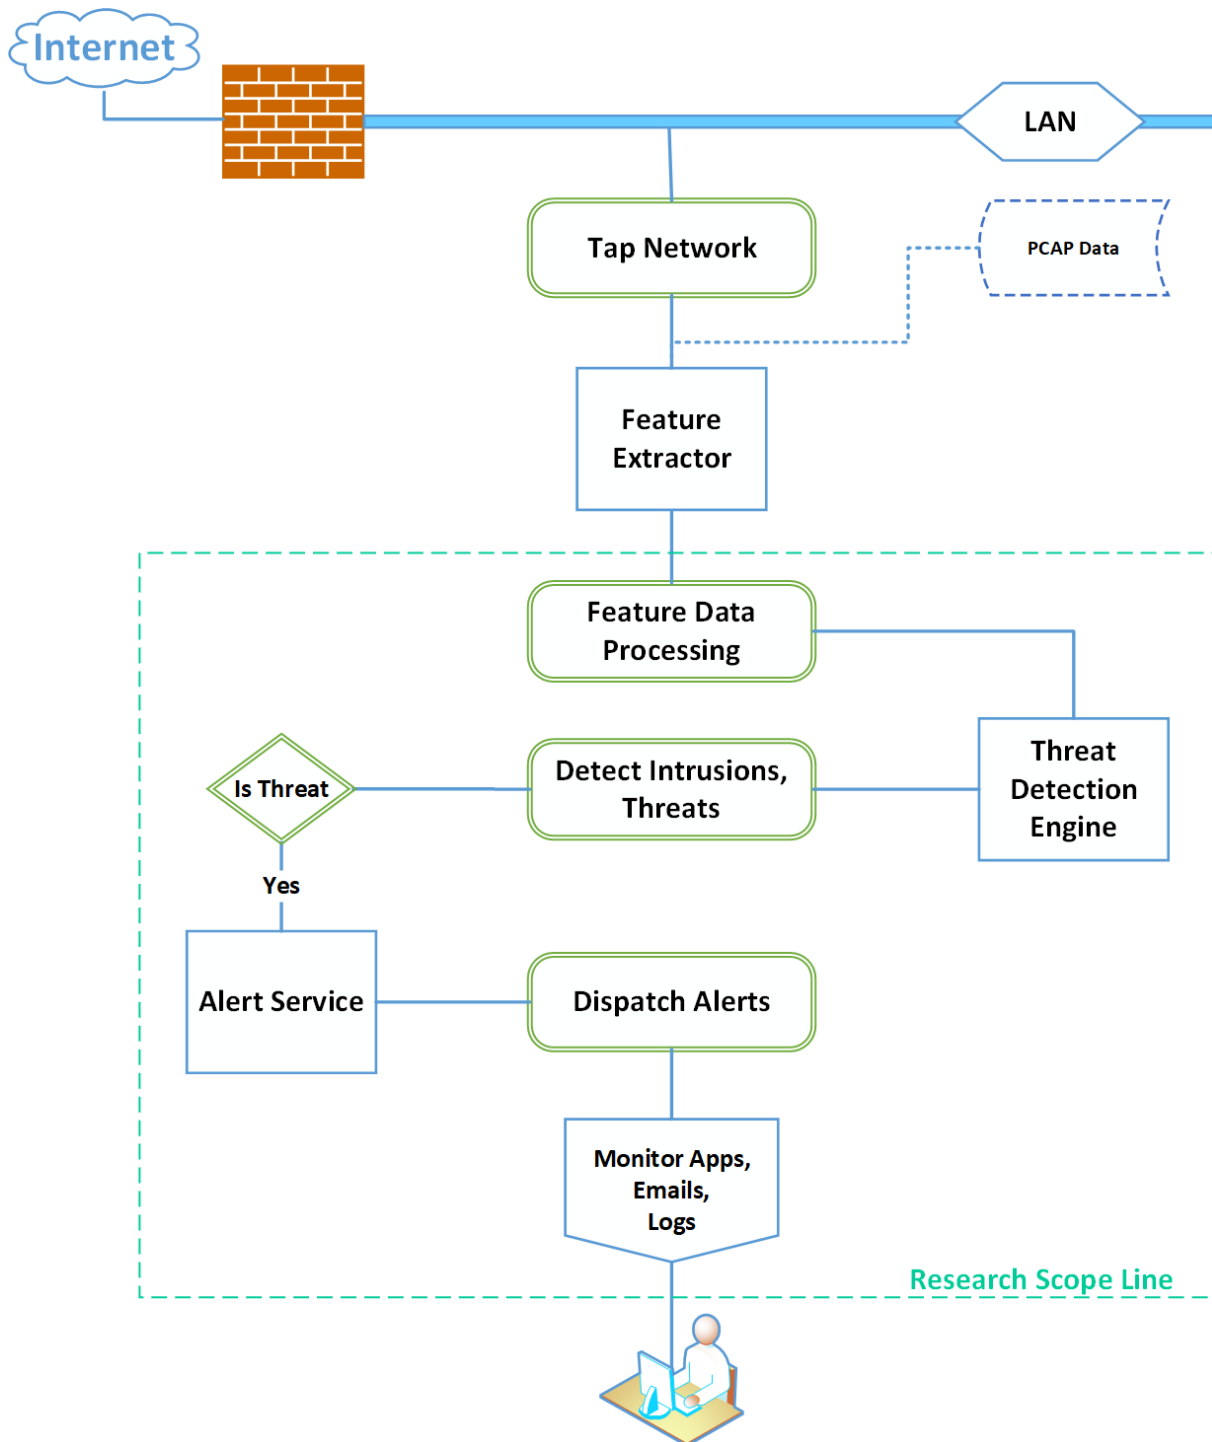 Internet
LAN
Tap Network
PCAP Data
Feature
Extractor
Feature Data
Processing
Threat
Detection
Engine
Detect Intrusions,
Threats
Is Threat
Yes
Alert Service
Dispatch Alerts
Monitor Apps,
Emails,
Logs
Research Scope Line